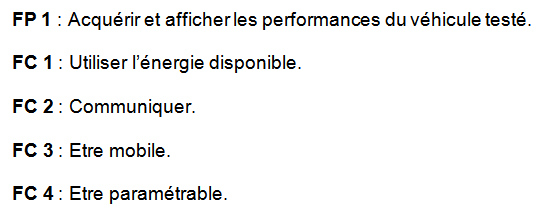 FP 1 : Acquérir et afficher les performances du véhicule testé.
FC 1 : Utiliser l’énergie disponible.
FC 2 : Communiquer.
FC 3 : Etre mobile.
FC 4 : Etre paramétrable.